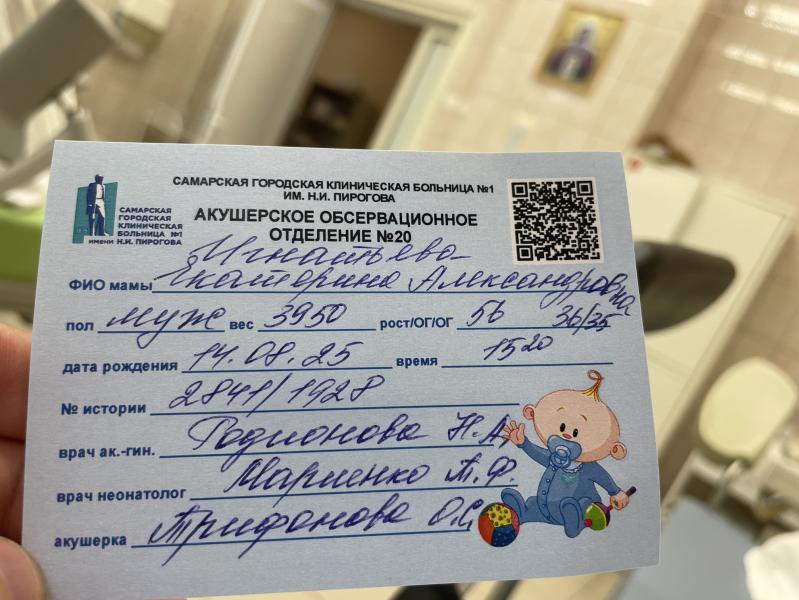 САМАРСКАЯ ГОРОДСКАЯ КЛИНИЧЕСКАЯ БОЛЬНИЦА №1
ИМ. Н.И. ПИРОГОВА
САМАРСКАЯ
ГОРОДСКАЯ
КЛИНИЧЕСКАЯ
БОЛЬНИЦА №1
ИМЕНИ Н.И. ПИРОГОВА
АКУШЕРСКОЕ ОБСЕРВАЦИОННОЕ
ОТДЕЛЕНИЕ №20
Игнатьева
ФИО мамы Екатерина Александровна
пол муж вес 3950 рост/ОГ/ОГ 56 36/35
дата рождения 14.08.25 время 15 20
№ истории 2841/1928
врач ак.-гин. Родионова Н.А.
врач неонатолог Мариенко Т.Ф.
акушерка Трифонова О.С.